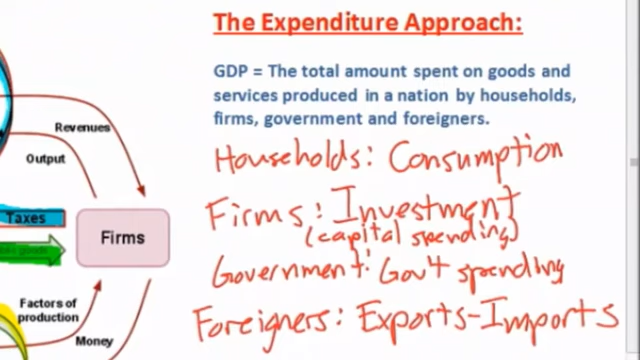 The Expenditure Approach:
GDP = The total amount spent on goods and
services produced in a nation by households,
firms, government and foreigners.
Households: Consumption
Firms: Investment
(capital spending)
Government: Gov't spending
Foreigners: Exports-Imports
Revenues
Output
Taxes
Firms
Factors of
production
Money